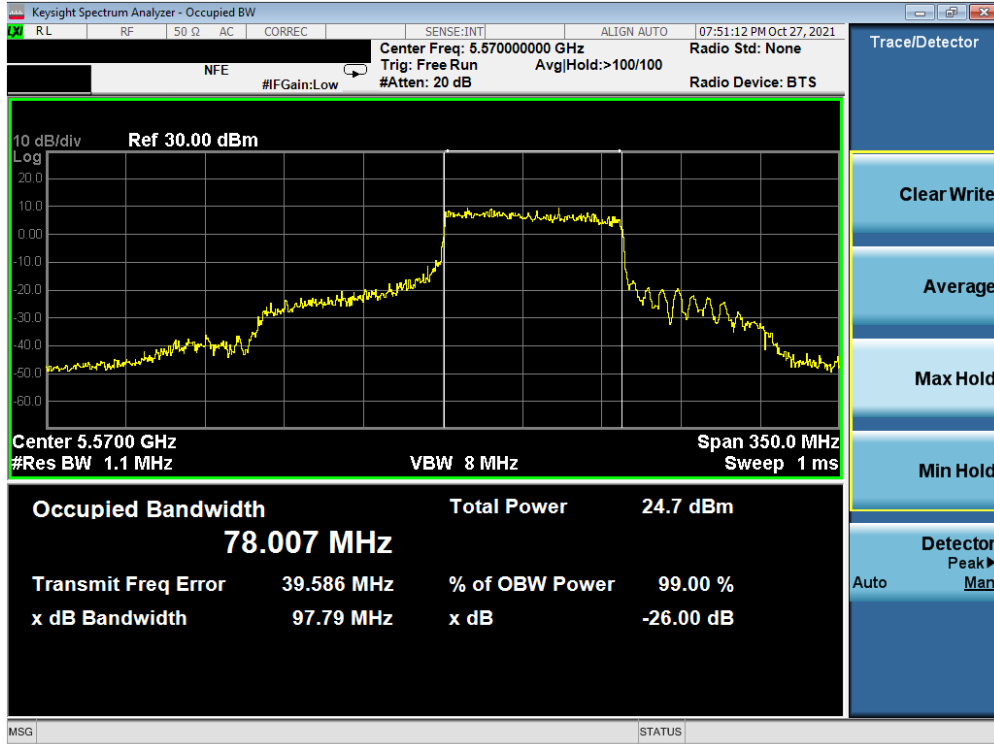 Keysight Spectrum Analyzer - Occupied BW
LXI RL RF 50 Ω AC CORREC SENSE:INT ALIGN AUTO 07:51:12 PM Oct 27, 2021
Center Freq: 5.570000000 GHz Radio Std: None
NFE Trig: Free Run Avg|Hold:>100/100
#IFGain:Low #Atten: 20 dB Radio Device: BTS
Trace/Detector
10 dB/div Ref 30.00 dBm
Log
20.0
10.0
0.00
-10.0
-20.0
-30.0
-40.0
-50.0
-60.0
Center 5.5700 GHz Span 350.0 MHz
#Res BW 1.1 MHz VBW 8 MHz Sweep 1 ms
Occupied Bandwidth Total Power 24.7 dBm
78.007 MHz
Transmit Freq Error 39.586 MHz % of OBW Power 99.00 %
x dB Bandwidth 97.79 MHz x dB -26.00 dB
Clear Write
Average
Max Hold
Min Hold
Detector
Peak
Auto Man
MSG STATUS